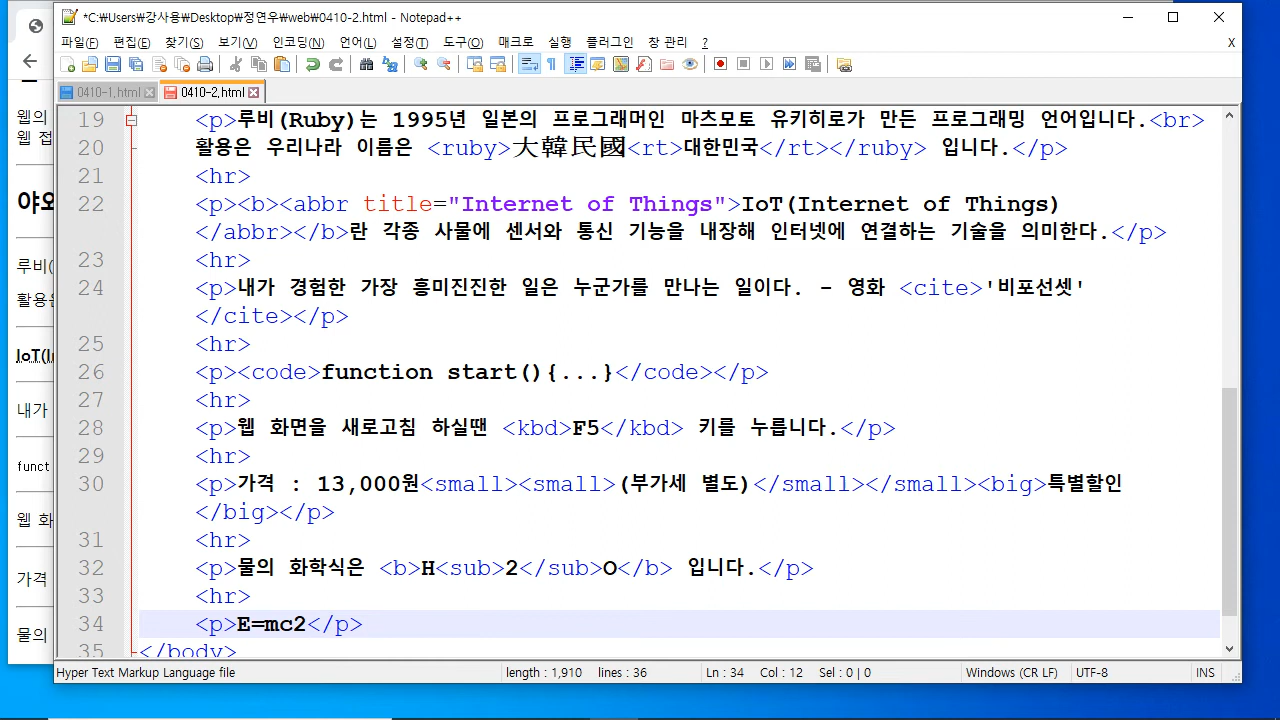 *C:₩Users₩강사용₩Desktop₩정연우₩web₩0410-2.html - Notepad++
파일(F) 편집(E) 찾기(S) 보기(V) 인코딩(N) 언어(L) 설정(T) 도구(O) 매크로 실행 플러그인 창 관리 ? X
0410-1.html 0410-2.html
19 <p>루비(Ruby)는 1995년 일본의 프로그래머인 마츠모토 유키히로가 만든 프로그래밍 언어입니다.<br>
20 활용은 우리나라 이름은 <ruby>大韓民國<rt>대한민국</rt></ruby> 입니다.</p>
21 <hr>
22 <p><b><abbr title="Internet of Things">IoT(Internet of Things)
</abbr></b>란 각종 사물에 센서와 통신 기능을 내장해 인터넷에 연결하는 기술을 의미한다.</p>
23 <hr>
24 <p>내가 경험한 가장 흥미진진한 일은 누군가를 만나는 일이다. - 영화 <cite>'비포선셋'
</cite></p>
25 <hr>
26 <p><code>function start(){...}</code></p>
27 <hr>
28 <p>웹 화면을 새로고침 하실땐 <kbd>F5</kbd> 키를 누릅니다.</p>
29 <hr>
30 <p>가격 : 13,000원<small><small>(부가세 별도)</small></small><big>특별할인
</big></p>
31 <hr>
32 <p>물의 화학식은 <b>H<sub>2</sub>O</b> 입니다.</p>
33 <hr>
34 <p>E=mc2</p>
35 </body>
Hyper Text Markup Language file length : 1,910 lines : 36 Ln : 34 Col : 12 Sel : 0 | 0 Windows (CR LF) UTF-8 INS
웹의
웹 접
야외
루비(
활용은
IoT(In
내가
funct
웹 화
가격
물의